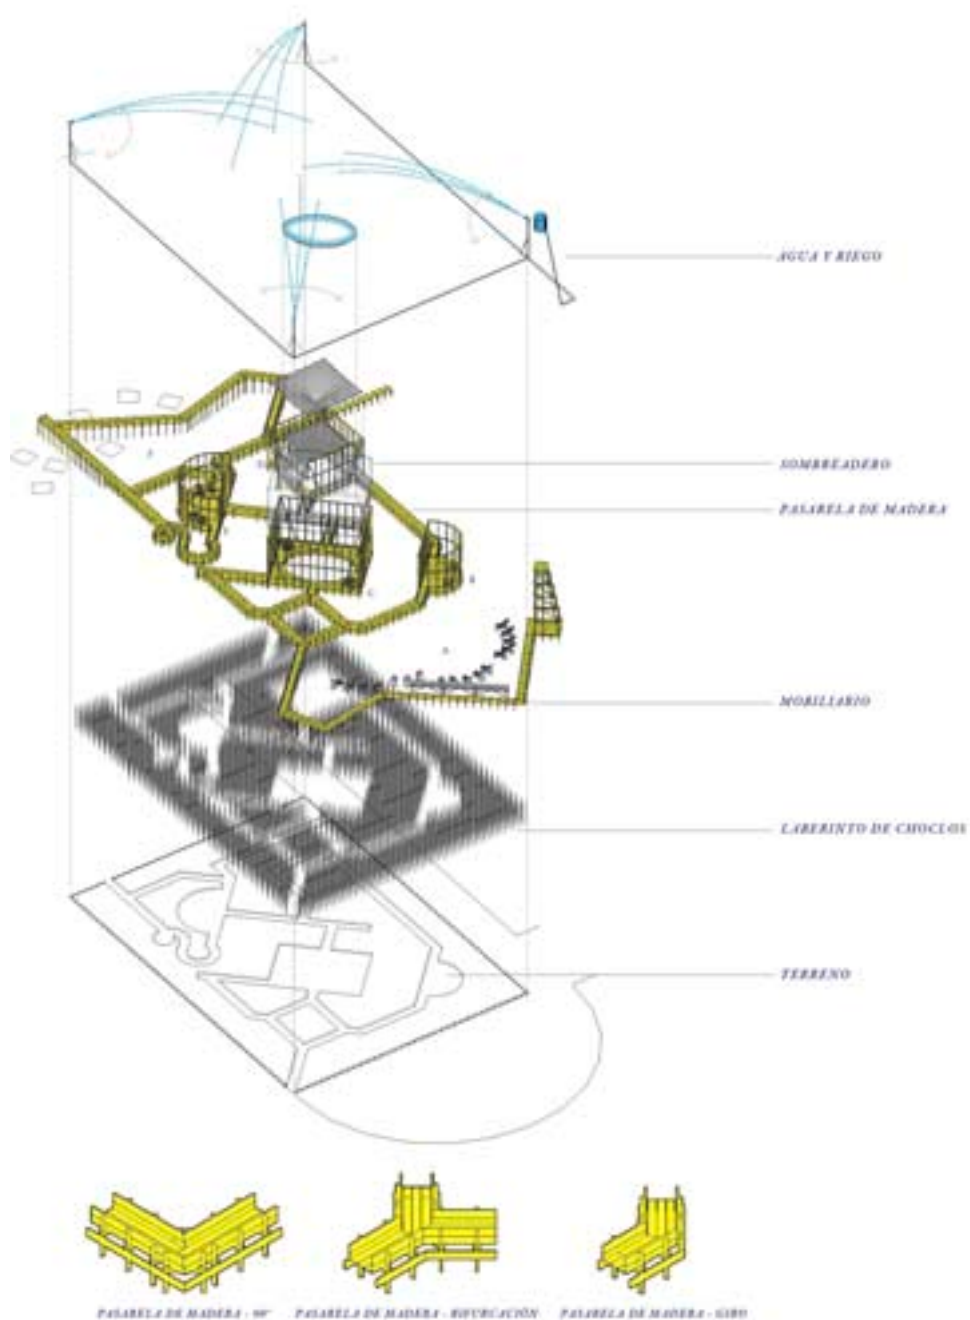 AGUA Y RIEGO
SOMBREADERO
PASARELA DE MADERA
MOBILIARIO
LABERINTO DE CHOCLOS
TERRENO
PASARELA DE MADERA - 90°
PASARELA DE MADERA - BIFURCACIÓN
PASARELA DE MADERA - GIRO